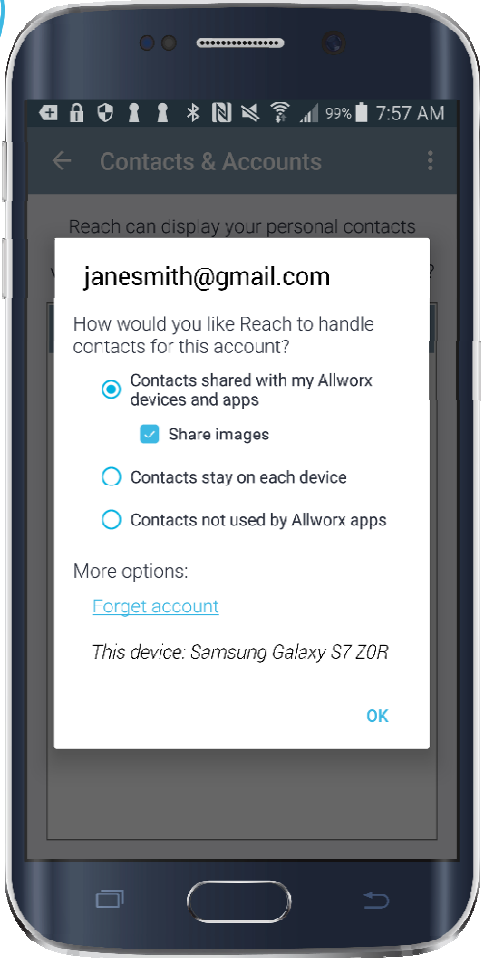 99% 7:57 AM
Contacts & Accounts
Reach can display your personal contacts
?
janesmith@gmail.com
How would you like Reach to handle
contacts for this account?
Contacts shared with my Allworx
devices and apps
Share images
Contacts stay on each device
Contacts not used by Allworx apps
More options:
Forget account
This device: Samsung Galaxy S7 Z0R
OK